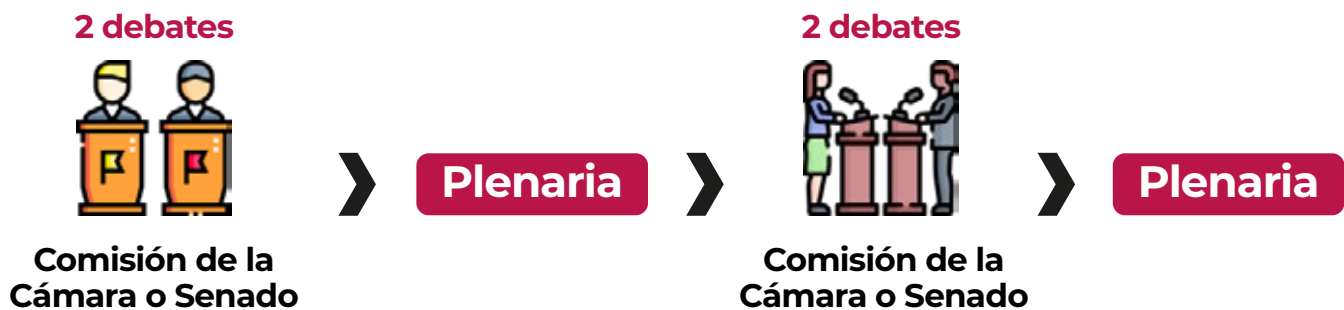 2 debates
Comisión de la
Cámara o Senado
Plenaria
2 debates
Comisión de la
Cámara o Senado
Plenaria